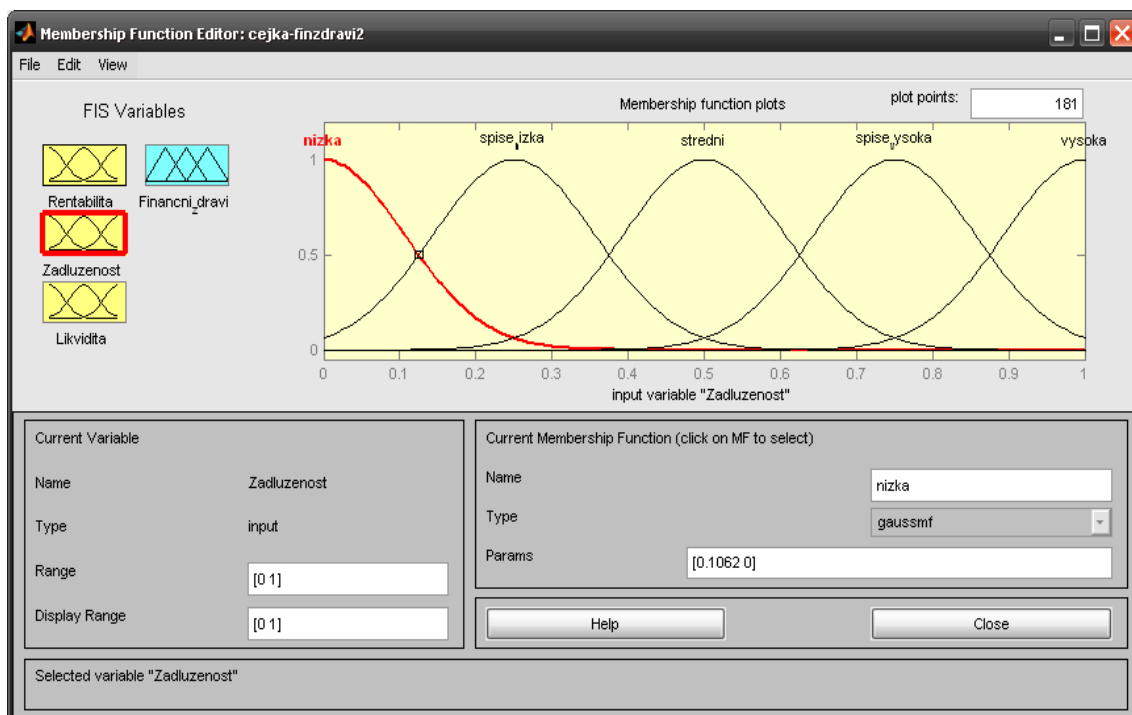 Membership Function Editor: cejka-finzdravi2
File Edit View
FIS Variables
Membership function plots
plot points: 181
Rentabilita Financni_zdravi
Zadluzenost
Likvidita
nizka spise_nizka stredni spise_vysoka vysoka
1
0.5
0
0 0.1 0.2 0.3 0.4 0.5 0.6 0.7 0.8 0.9 1
input variable "Zadluzenost"
Current Variable
Name Zadluzenost
Type input
Range [0 1]
Display Range [0 1]
Current Membership Function (click on MF to select)
Name nizka
Type gaussmf
Params [0.1062 0]
Help Close
Selected variable "Zadluzenost"